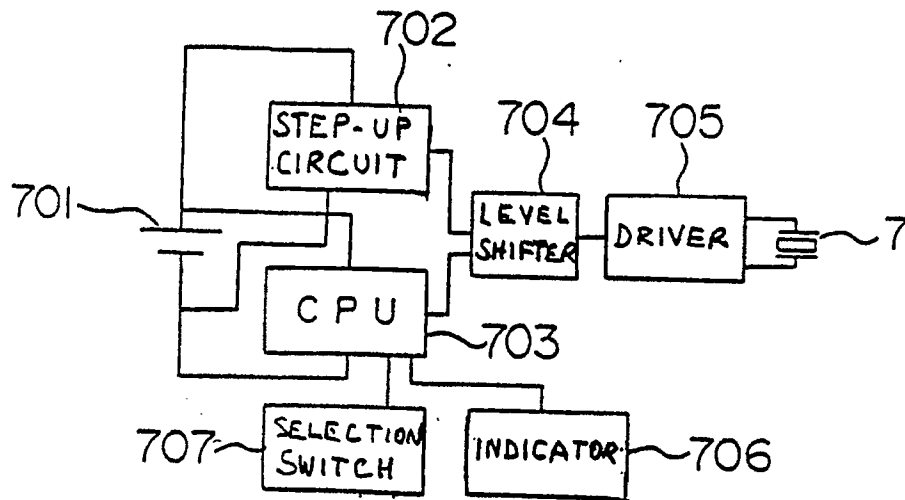 702
STEP-UP
CIRCUIT
704
705
701
LEVEL
SHIFTER
DRIVER
7
CPU
703
707
SELECTION
SWITCH
INDICATOR
706